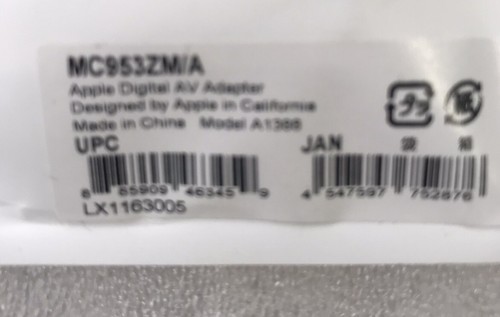 MC953ZM/A
Apple Digital AV Adapter
Designed by Apple in California
Made in China Model A1388
UPC JAN
8 85909 46345 9 4 547597 752876
LX1163005